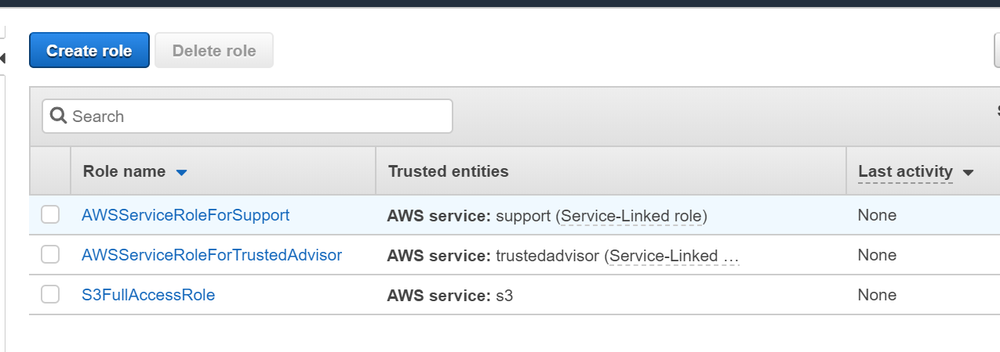 Create role Delete role
Search
Role name Trusted entities Last activity
AWSServiceRoleForSupport AWS service: support (Service-Linked role) None
AWSServiceRoleForTrustedAdvisor AWS service: trustedadvisor (Service-Linked … None
S3FullAccessRole AWS service: s3 None